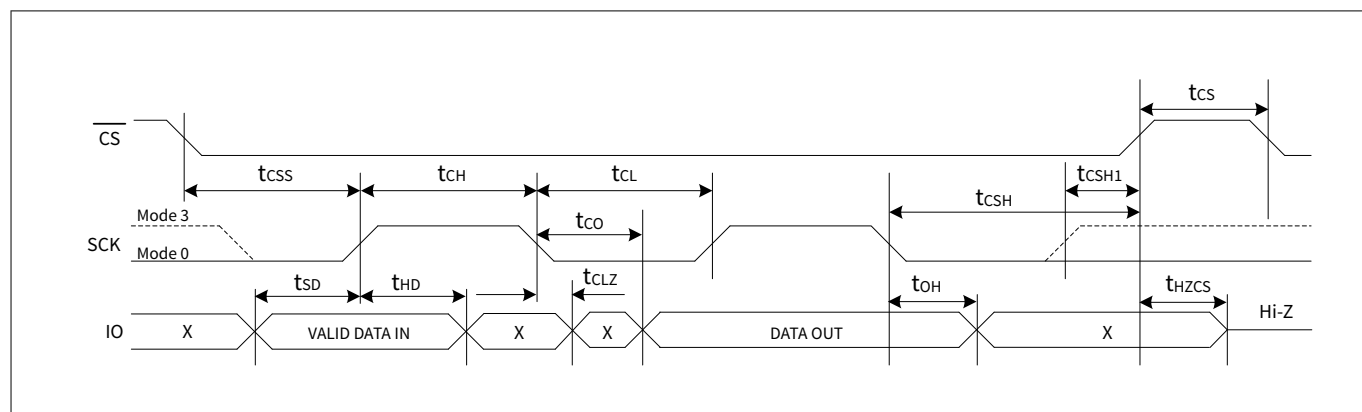 tCS
CS
tCSS
tCH
tCL
tCSH1
tCSH
Mode 3
SCK
tCO
Mode 0
tSD
tHD
tCLZ
tOH
tHZCS
IO
X
VALID DATA IN
X
X
DATA OUT
X
Hi-Z